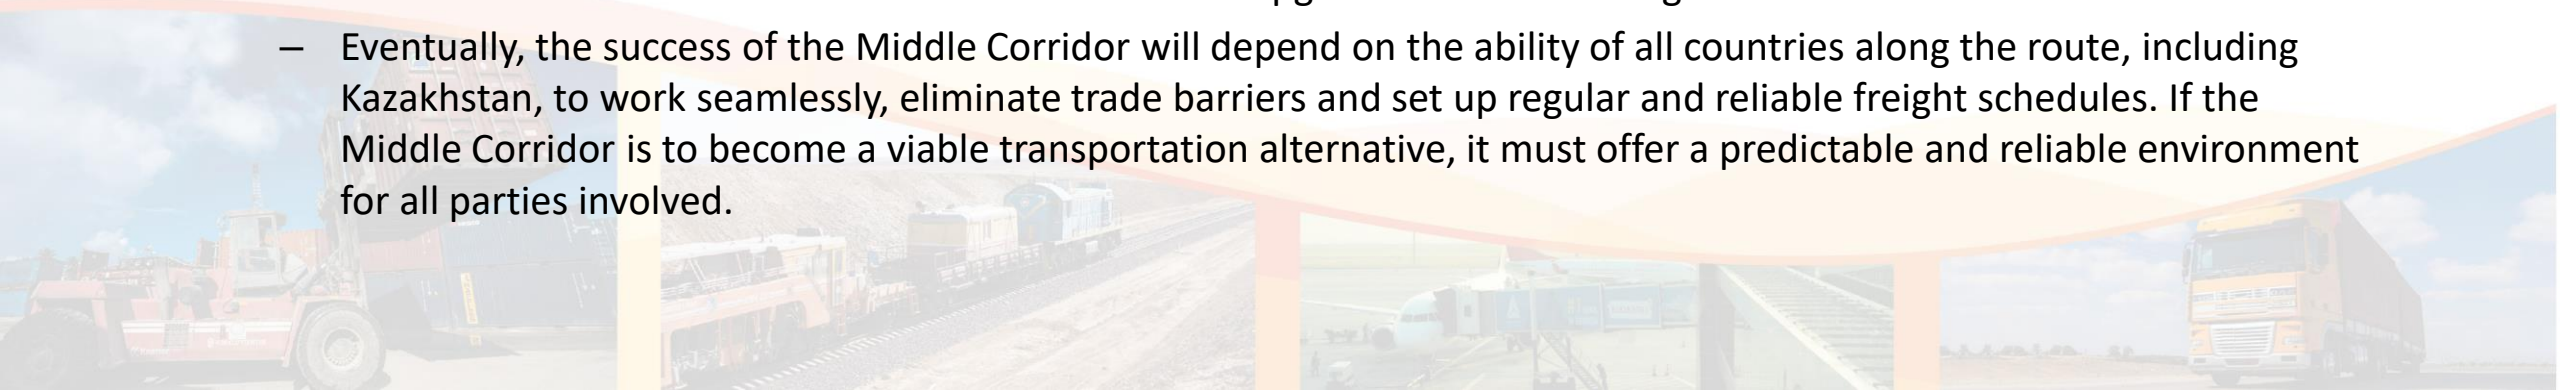 – Eventually, the success of the Middle Corridor will depend on the ability of all countries along the route, including
Kazakhstan, to work seamlessly, eliminate trade barriers and set up regular and reliable freight schedules. If the
Middle Corridor is to become a viable transportation alternative, it must offer a predictable and reliable environment
for all parties involved.